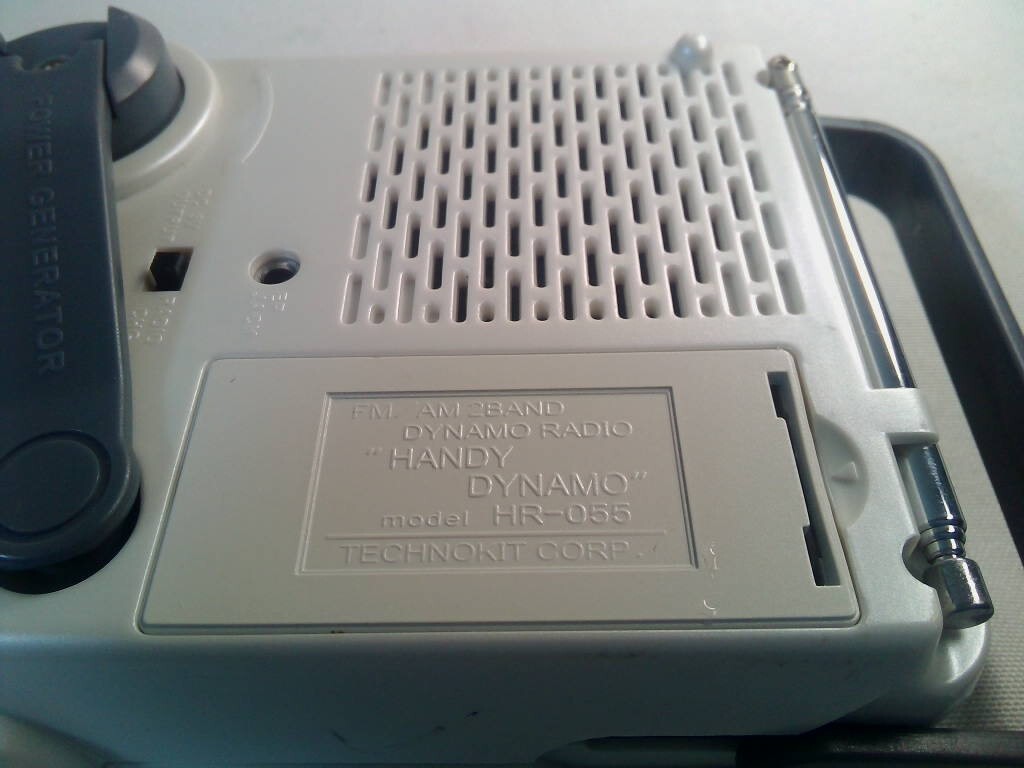 POWER GENERATOR
FM. AM 2BAND
DYNAMO RADIO
"HANDY
DYNAMO"
model HR-055
TECHNOKIT CORP.